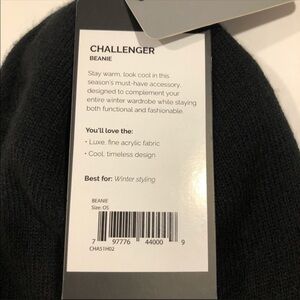 CHALLENGER
BEANIE
Stay warm, look cool in this
season's must-have accessory,
designed to complement your
entire winter wardrobe while staying
both functional and fashionable.
You'll love the:
• Luxe, fine acrylic fabric
• Cool, timeless design
Best for: Winter styling
BEANIE
Size: OS
7 97776 44000 9
CHA51H02